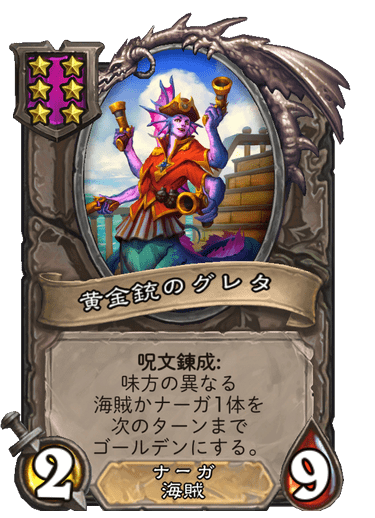 黄金銃のグレタ
呪文錬成:
味方の異なる
海賊かナーガ1体を
次のターンまで
ゴールデンにする。
ナーガ
海賊
2
9